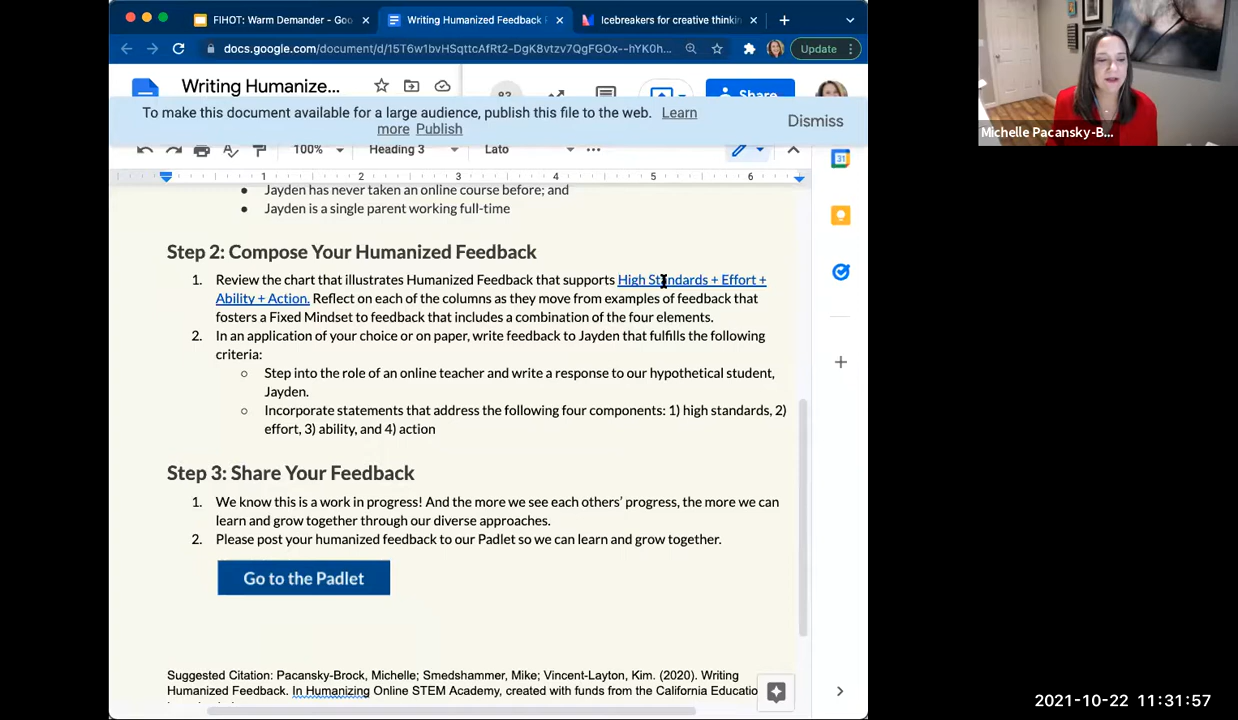 FIHOT: Warm Demander - Goo
Writing Humanized Feedback F
Icebreakers for creative thinkin
docs.google.com/document/d/15T6w1bvHSqttcAfRt2-DgK8vtzv7QgFGOx--hYK0h...
Update
Writing Humanize...
83
Share
To make this document available for a large audience, publish this file to the web. Learn
more Publish
Dismiss
100%
Heading 3
Lato
1 2 3 4 5 6
31
Michelle Pacansky-B...
Jayden has never taken an online course before; and
Jayden is a single parent working full-time
Step 2: Compose Your Humanized Feedback
1. Review the chart that illustrates Humanized Feedback that supports High Standards + Effort +
Ability + Action. Reflect on each of the columns as they move from examples of feedback that
fosters a Fixed Mindset to feedback that includes a combination of the four elements.
2. In an application of your choice or on paper, write feedback to Jayden that fulfills the following
criteria:
Step into the role of an online teacher and write a response to our hypothetical student,
Jayden.
Incorporate statements that address the following four components: 1) high standards, 2)
effort, 3) ability, and 4) action
Step 3: Share Your Feedback
1. We know this is a work in progress! And the more we see each others' progress, the more we can
learn and grow together through our diverse approaches.
2. Please post your humanized feedback to our Padlet so we can learn and grow together.
Go to the Padlet
Suggested Citation: Pacansky-Brock, Michelle; Smedshammer, Mike; Vincent-Layton, Kim. (2020). Writing
Humanized Feedback. In Humanizing Online STEM Academy, created with funds from the California Educatio
2021-10-22 11:31:57